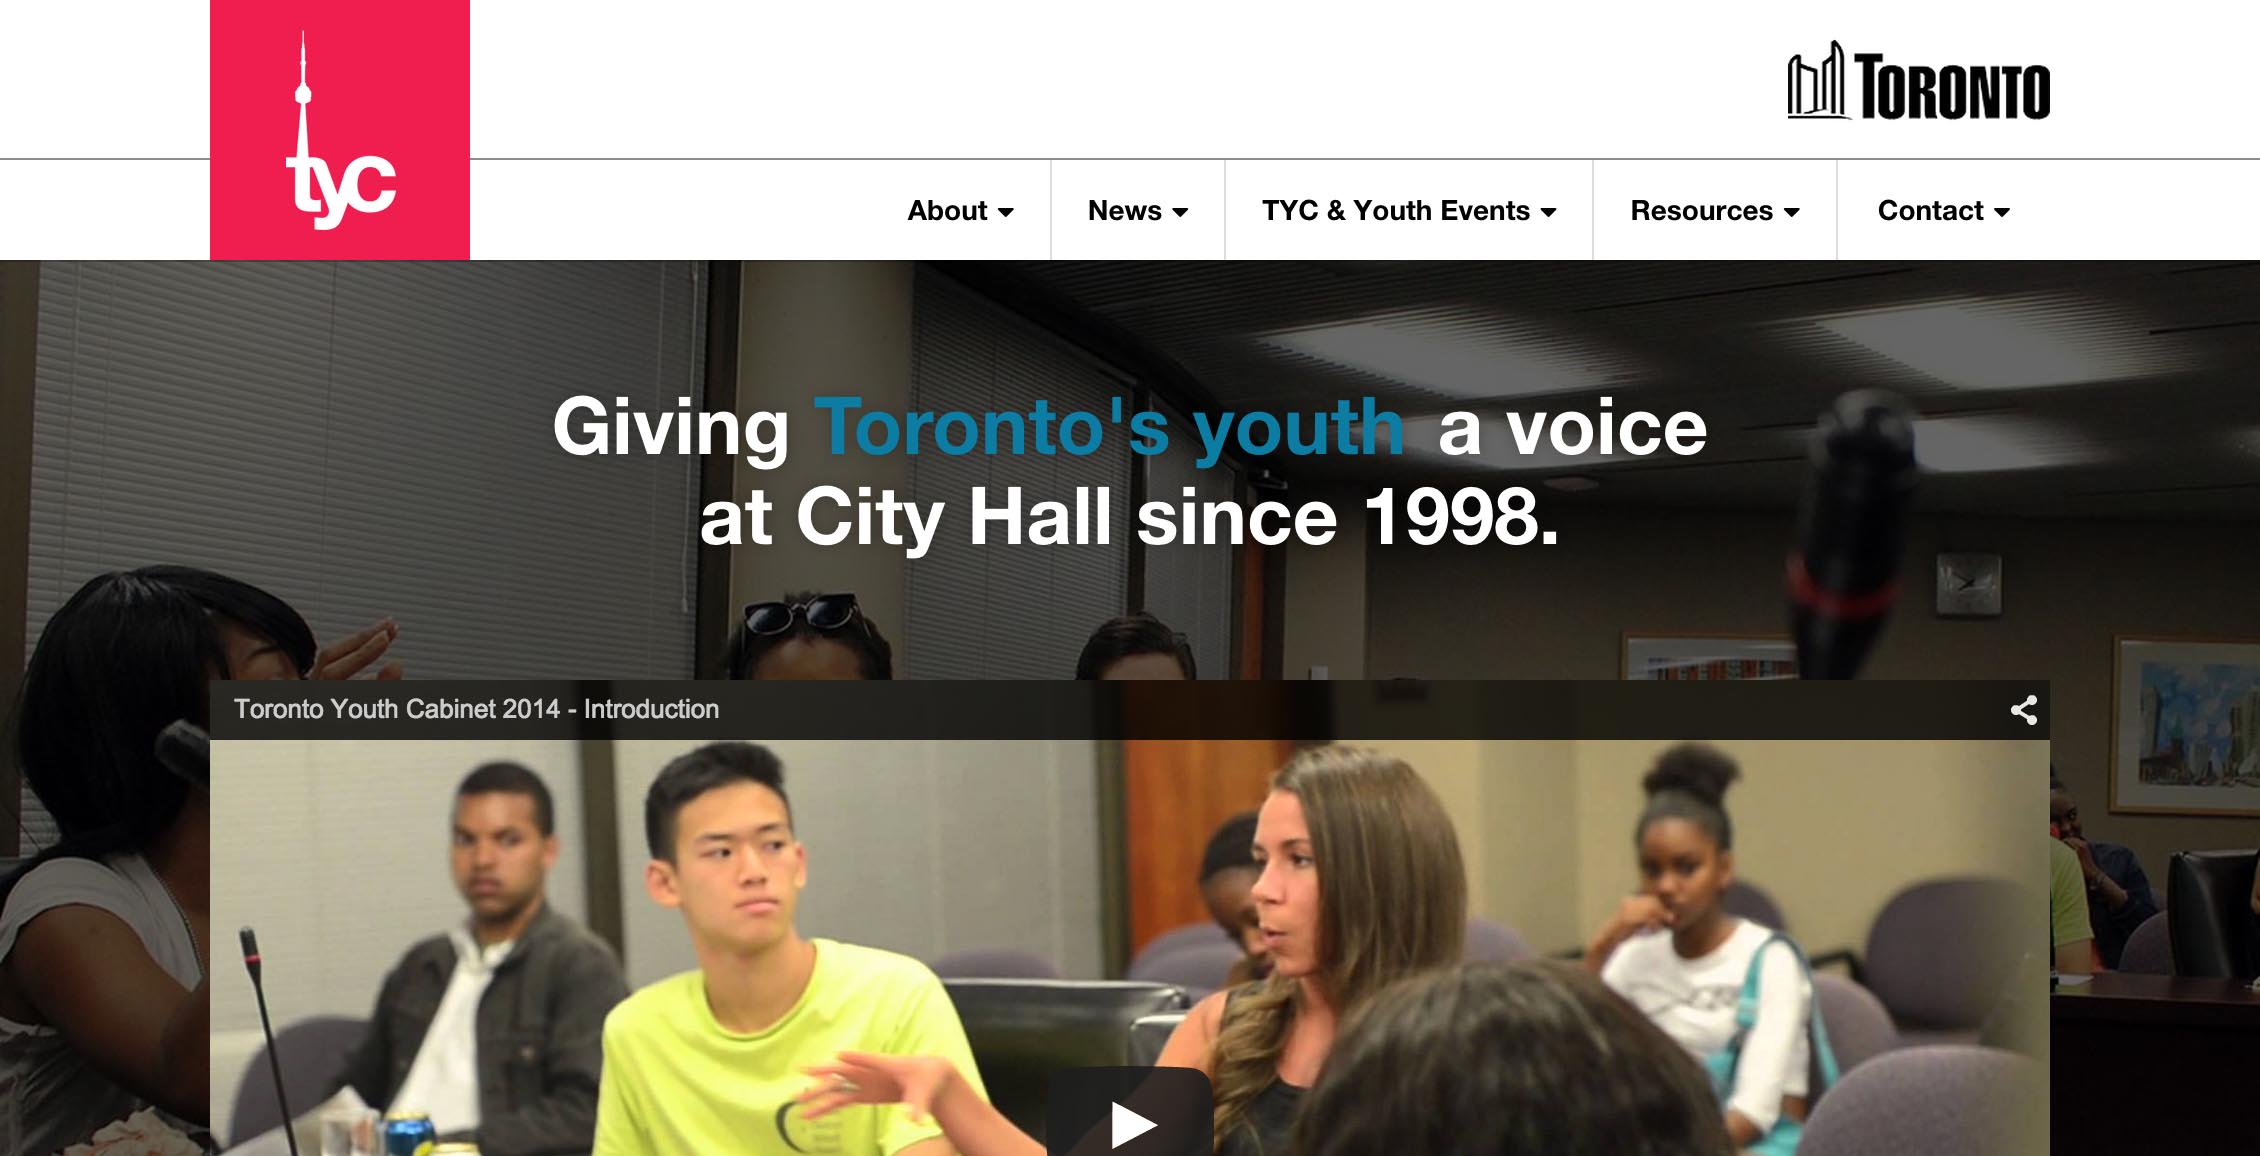 tyc
TORONTO
About
News
TYC & Youth Events
Resources
Contact
Giving Toronto's youth a voice
at City Hall since 1998.
Toronto Youth Cabinet 2014 - Introduction